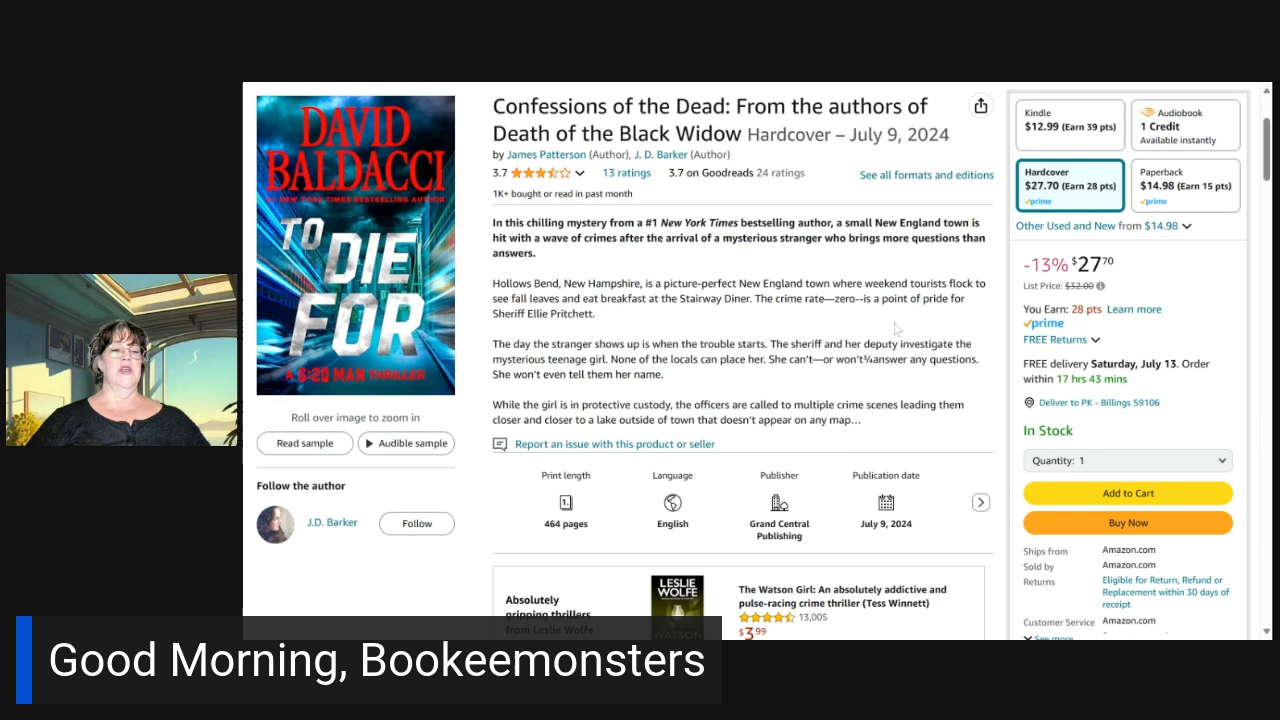 DAVID
BALDACCI
#1 NEW YORK TIMES BESTSELLING AUTHOR
TO
DIE
FOR
A 6:20 MAN THRILLER
Roll over image to zoom in
Read sample
Audible sample
Follow the author
J.D. Barker
Follow
Confessions of the Dead: From the authors of
Death of the Black Widow Hardcover – July 9, 2024
by James Patterson (Author), J. D. Barker (Author)
3.7
13 ratings
3.7 on Goodreads 24 ratings
See all formats and editions
1K+ bought or read in past month
In this chilling mystery from a #1 New York Times bestselling author, a small New England town is
hit with a wave of crimes after the arrival of a mysterious stranger who brings more questions than
answers.
Hollows Bend, New Hampshire, is a picture-perfect New England town where weekend tourists flock to
see fall leaves and eat breakfast at the Stairway Diner. The crime rate—zero--is a point of pride for
Sheriff Ellie Pritchett.
The day the stranger shows up is when the trouble starts. The sheriff and her deputy investigate the
mysterious teenage girl. None of the locals can place her. She can't—or won't¾answer any questions.
She won't even tell them her name.
While the girl is in protective custody, the officers are called to multiple crime scenes leading them
closer and closer to a lake outside of town that doesn't appear on any map…
Report an issue with this product or seller
Print length
464 pages
Language
English
Publisher
Grand Central
Publishing
Publication date
July 9, 2024
Absolutely
gripping thrillers
from Leslie Wolfe
LESLIE
WOLFE
WATSON
The Watson Girl: An absolutely addictive and
pulse-racing crime thriller (Tess Winnett)
13,005
$3 99
Kindle
$12.99 (Earn 39 pts)
Audiobook
1 Credit
Available instantly
Hardcover
$27.70 (Earn 28 pts)
prime
Paperback
$14.98 (Earn 15 pts)
prime
Other Used and New from $14.98
-13% $27 70
List Price: $32.00
You Earn: 28 pts Learn more
prime
FREE Returns
FREE delivery Saturday, July 13. Order
within 17 hrs 43 mins
Deliver to PK - Billings 59106
In Stock
Quantity: 1
Add to Cart
Buy Now
Ships from Amazon.com
Sold by Amazon.com
Returns Eligible for Return, Refund or
Replacement within 30 days of
receipt
Customer Service Amazon.com
See more
Good Morning, Bookeemonsters